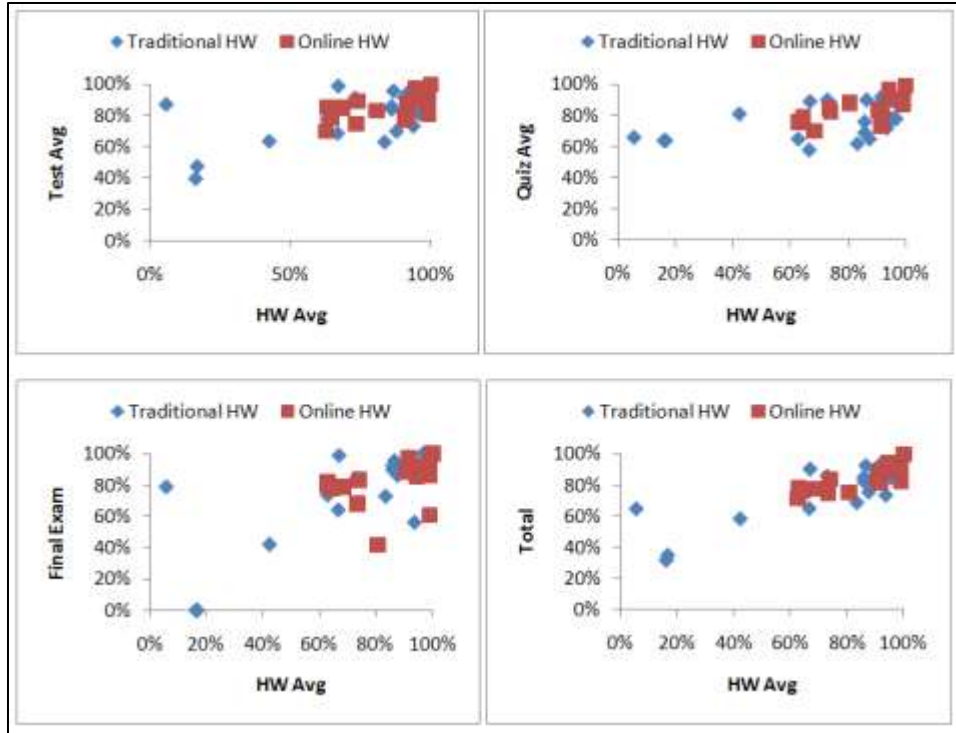 Traditional HW Online HW
100%
80%
60%
40%
20%
0%
Test Avg
0% 50% 100%
HW Avg
Traditional HW Online HW
100%
80%
60%
40%
20%
0%
Quiz Avg
0% 20% 40% 60% 80% 100%
HW Avg
Traditional HW Online HW
100%
80%
60%
40%
20%
0%
Final Exam
0% 20% 40% 60% 80% 100%
HW Avg
Traditional HW Online HW
100%
80%
60%
40%
20%
0%
Total
0% 20% 40% 60% 80% 100%
HW Avg